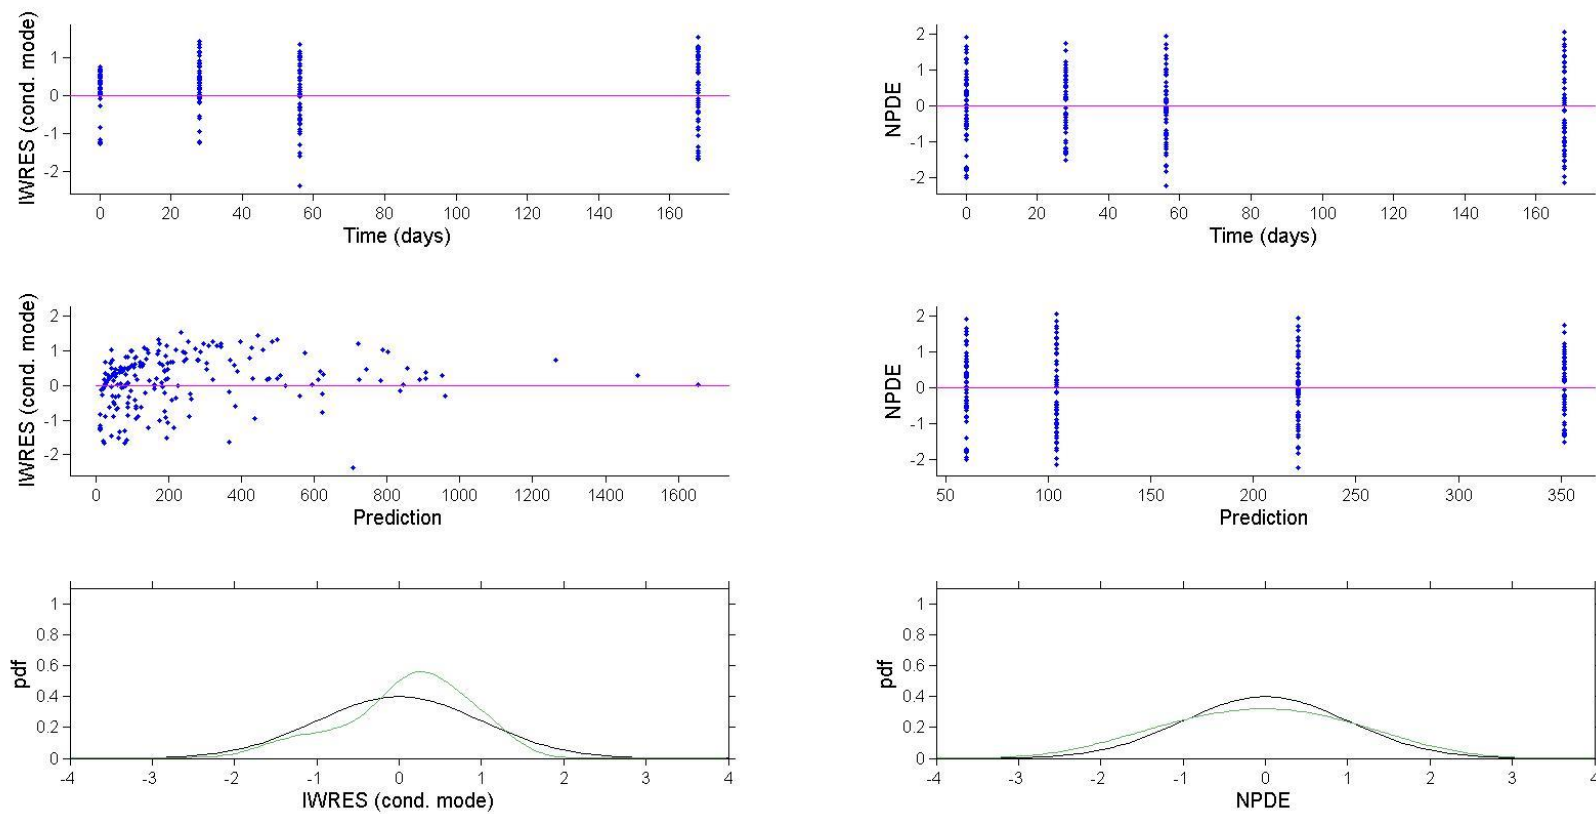 IWRES (cond. mode)
1
0
-1
-2
0 20 40 60 80 100 120 140 160
Time (days)
NPDE
2
1
0
-1
-2
0 20 40 60 80 100 120 140 160
Time (days)
IWRES (cond. mode)
2
1
0
-1
-2
0 200 400 600 800 1000 1200 1400 1600
Prediction
NPDE
2
1
0
-1
-2
50 100 150 200 250 300 350
Prediction
pdf
1
0.8
0.6
0.4
0.2
0
-4 -3 -2 -1 0 1 2 3 4
IWRES (cond. mode)
pdf
1
0.8
0.6
0.4
0.2
0
-4 -3 -2 -1 0 1 2 3 4
NPDE